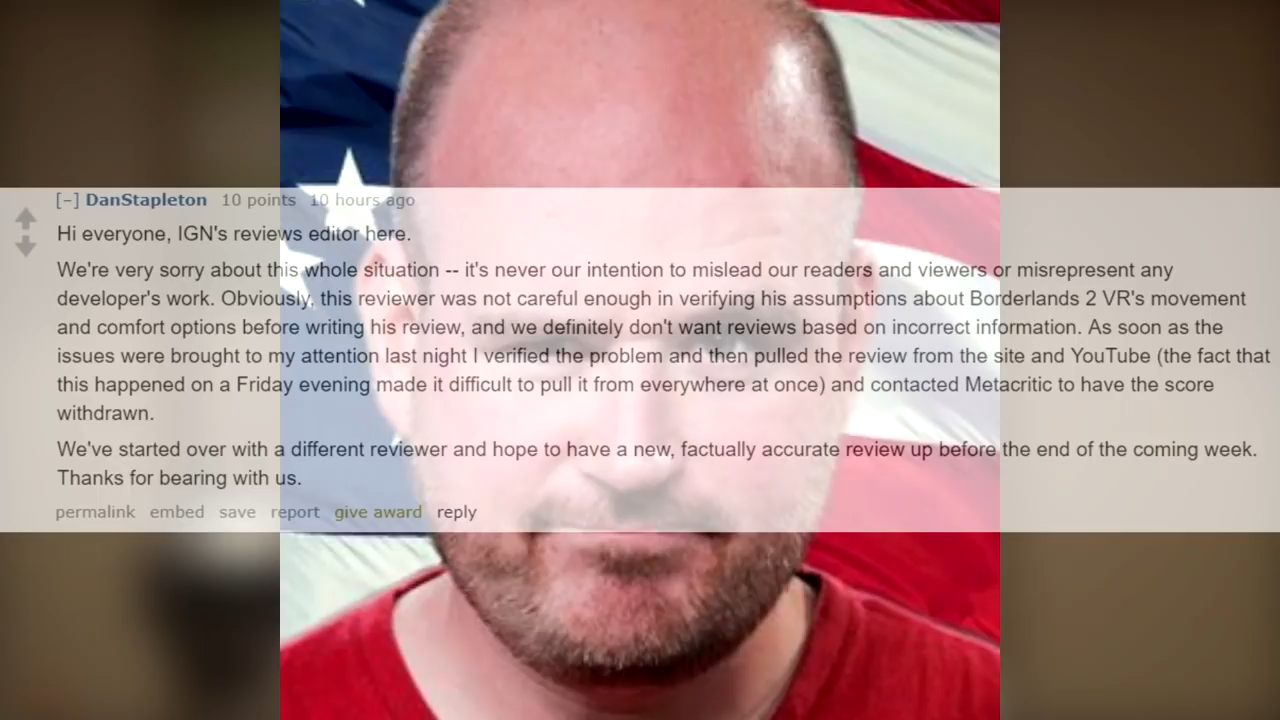 [–] DanStapleton 10 points 10 hours ago
Hi everyone, IGN's reviews editor here.
We're very sorry about this whole situation -- it's never our intention to mislead our readers and viewers or misrepresent any
developer's work. Obviously, this reviewer was not careful enough in verifying his assumptions about Borderlands 2 VR's movement
and comfort options before writing his review, and we definitely don't want reviews based on incorrect information. As soon as the
issues were brought to my attention last night I verified the problem and then pulled the review from the site and YouTube (the fact that
this happened on a Friday evening made it difficult to pull it from everywhere at once) and contacted Metacritic to have the score
withdrawn.
We've started over with a different reviewer and hope to have a new, factually accurate review up before the end of the coming week.
Thanks for bearing with us.
permalink embed save report give award reply